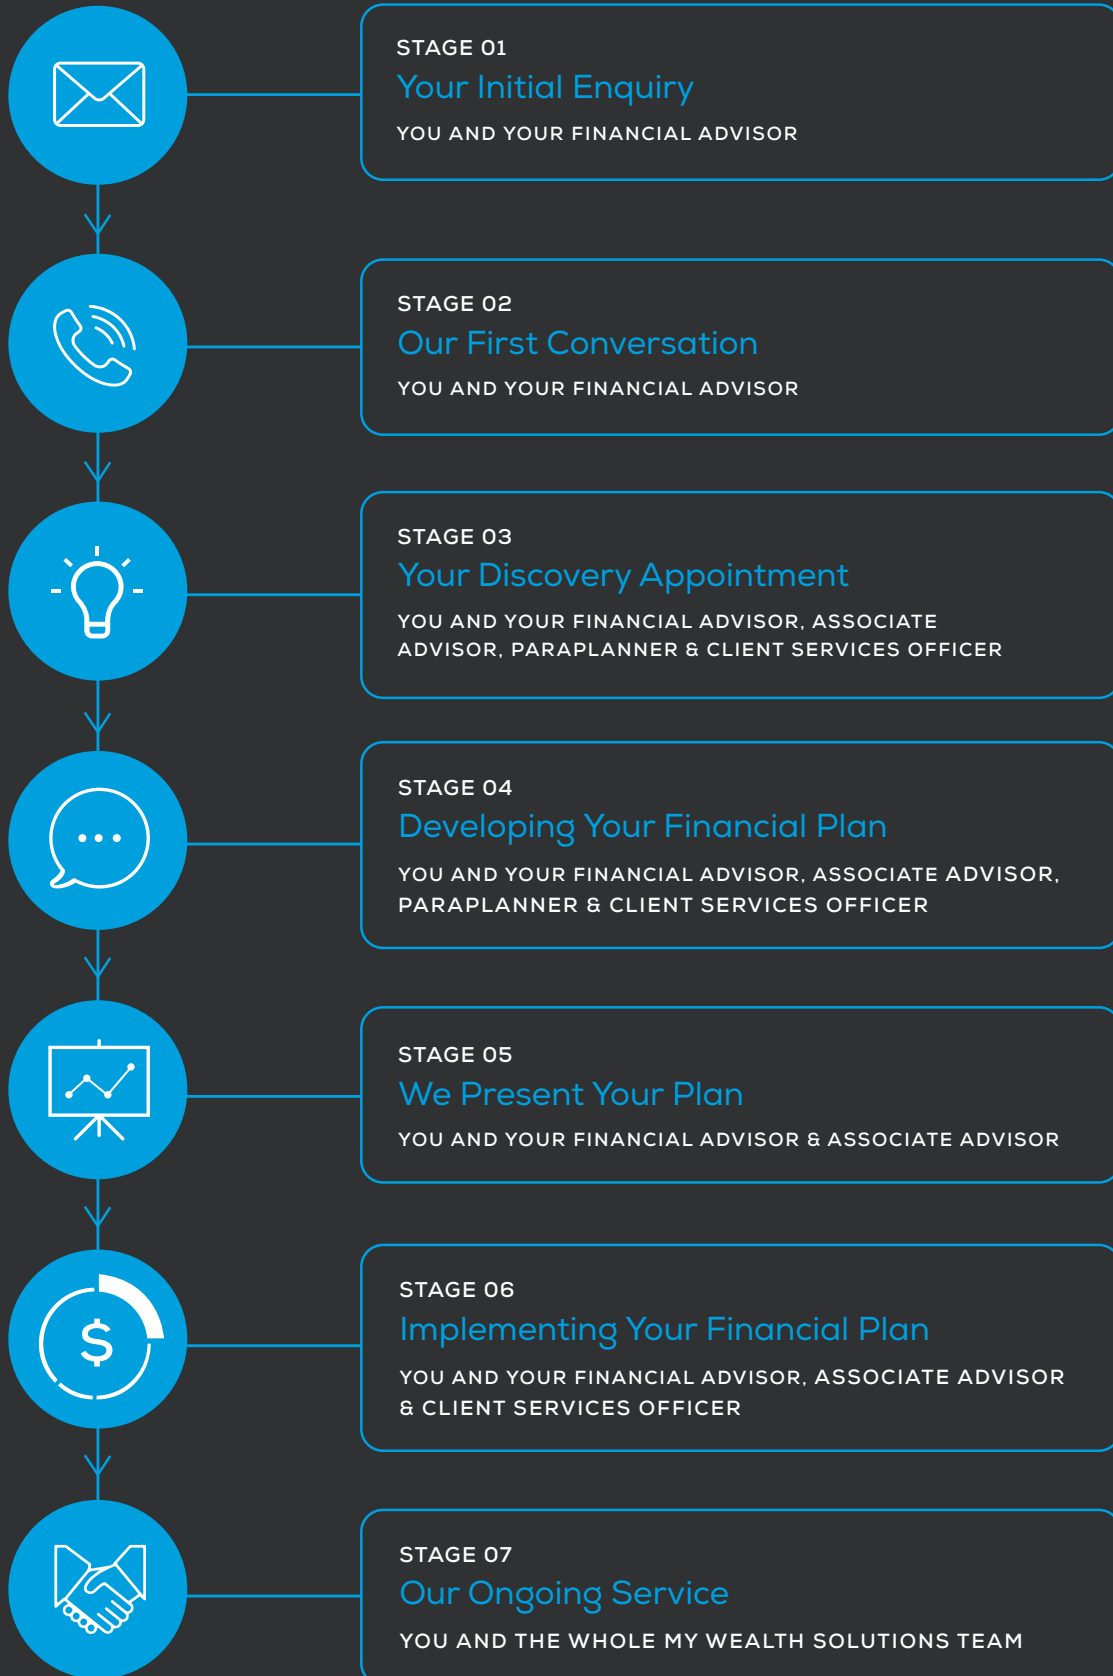 STAGE 01
Your Initial Enquiry
YOU AND YOUR FINANCIAL ADVISOR
STAGE 02
Our First Conversation
YOU AND YOUR FINANCIAL ADVISOR
STAGE 03
Your Discovery Appointment
YOU AND YOUR FINANCIAL ADVISOR, ASSOCIATE
ADVISOR, PARAPLANNER & CLIENT SERVICES OFFICER
STAGE 04
Developing Your Financial Plan
YOU AND YOUR FINANCIAL ADVISOR, ASSOCIATE ADVISOR,
PARAPLANNER & CLIENT SERVICES OFFICER
STAGE 05
We Present Your Plan
YOU AND YOUR FINANCIAL ADVISOR & ASSOCIATE ADVISOR
$
STAGE 06
Implementing Your Financial Plan
YOU AND YOUR FINANCIAL ADVISOR, ASSOCIATE ADVISOR
& CLIENT SERVICES OFFICER
STAGE 07
Our Ongoing Service
YOU AND THE WHOLE MY WEALTH SOLUTIONS TEAM